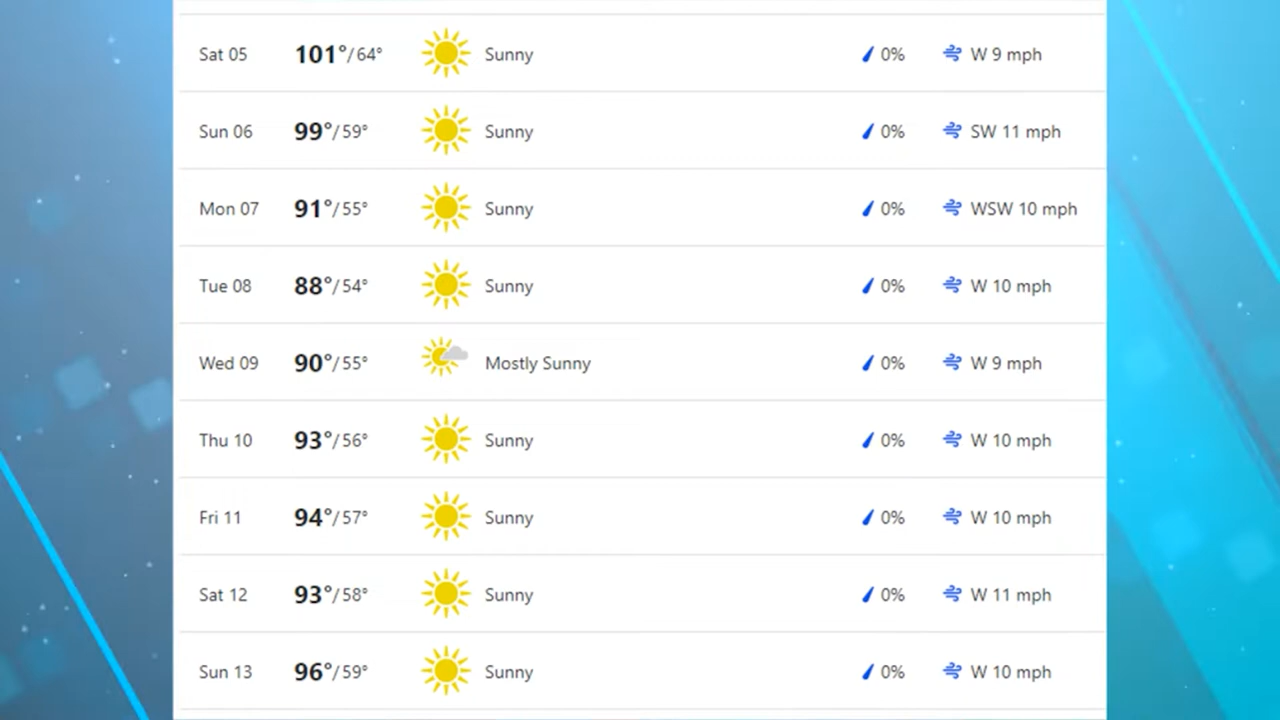 Sat 05 101°/64° Sunny 0% W 9 mph
Sun 06 99°/59° Sunny 0% SW 11 mph
Mon 07 91°/55° Sunny 0% WSW 10 mph
Tue 08 88°/54° Sunny 0% W 10 mph
Wed 09 90°/55° Mostly Sunny 0% W 9 mph
Thu 10 93°/56° Sunny 0% W 10 mph
Fri 11 94°/57° Sunny 0% W 10 mph
Sat 12 93°/58° Sunny 0% W 11 mph
Sun 13 96°/59° Sunny 0% W 10 mph